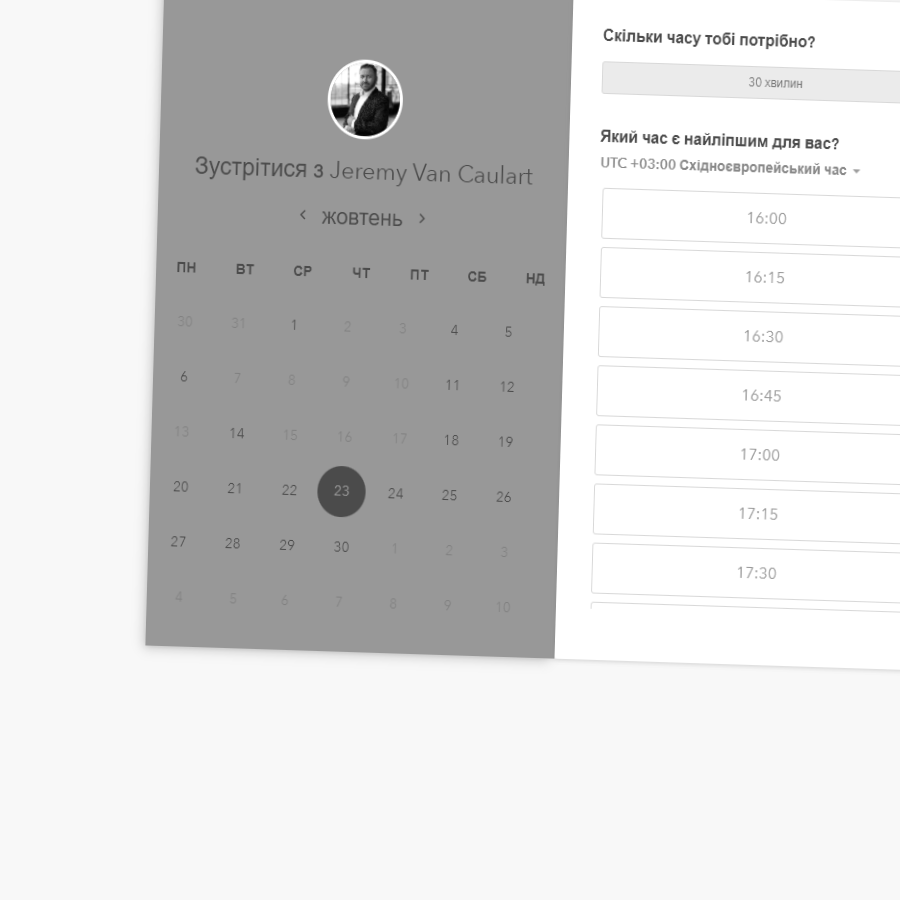 Зустрітися з Jeremy Van Caulart
‹ жовтень ›
ПН ВТ СР ЧТ ПТ СБ НД
30 31 1 2 3 4 5
6 7 8 9 10 11 12
13 14 15 16 17 18 19
20 21 22 23 24 25 26
27 28 29 30 1 2 3
4 5 6 7 8 9 10
Скільки часу тобі потрібно?
30 хвилин
Який час є найліпшим для вас?
UTC +03:00 Східноєвропейський час
16:00
16:15
16:30
16:45
17:00
17:15
17:30